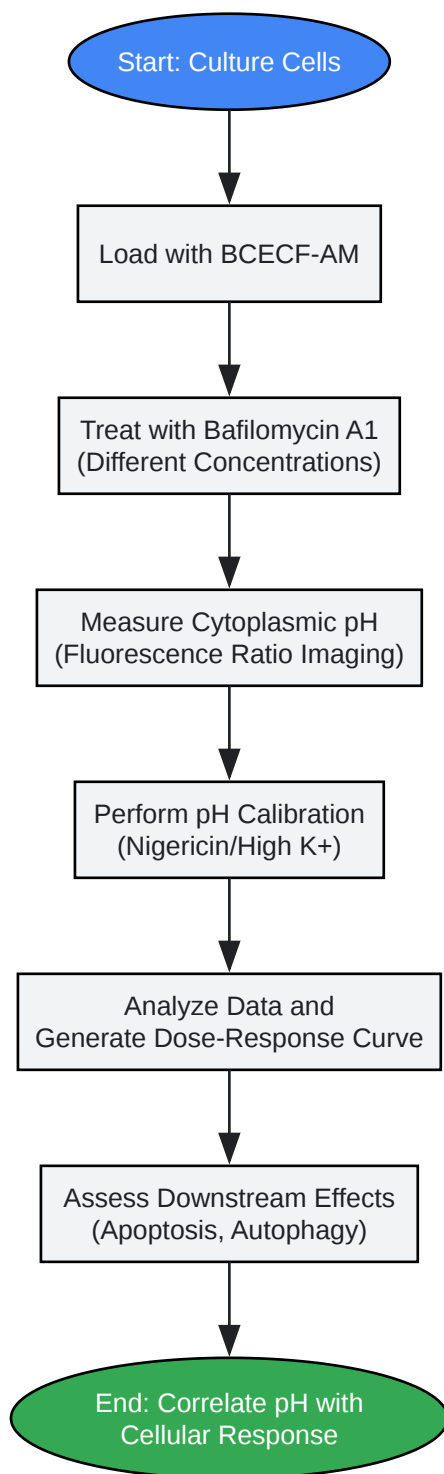 Start: Culture Cells
Load with BCECF-AM
Treat with Bafilomycin A1
(Different Concentrations)
Measure Cytoplasmic pH
(Fluorescence Ratio Imaging)
Perform pH Calibration
(Nigericin/High K+)
Analyze Data and
Generate Dose-Response Curve
Assess Downstream Effects
(Apoptosis, Autophagy)
End: Correlate pH with
Cellular Response